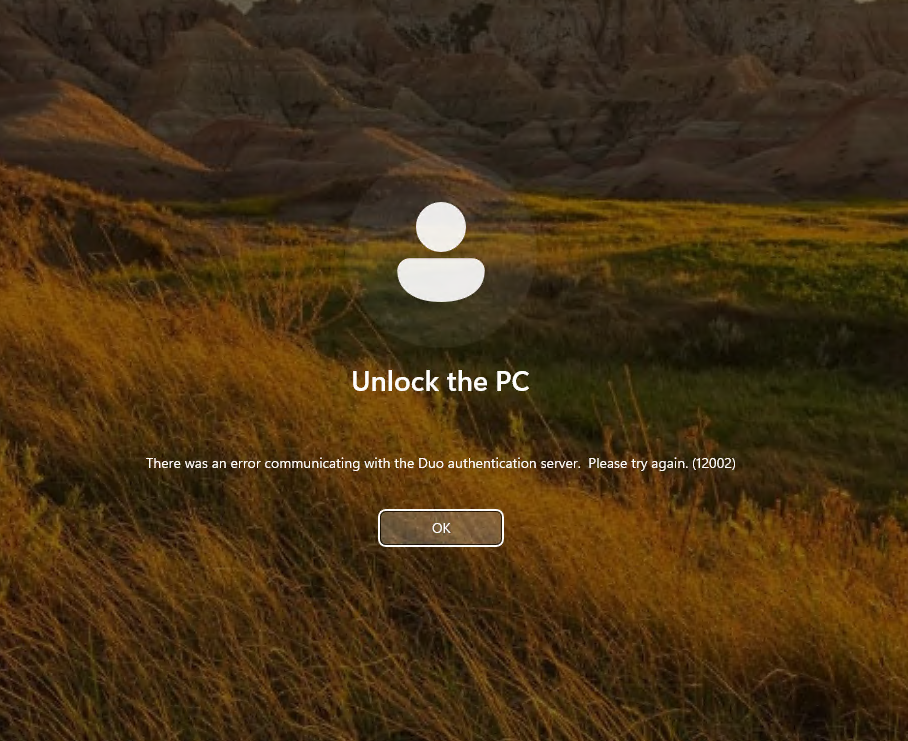 Unlock the PC
There was an error communicating with the Duo authentication server.  Please try again. (12002)
OK